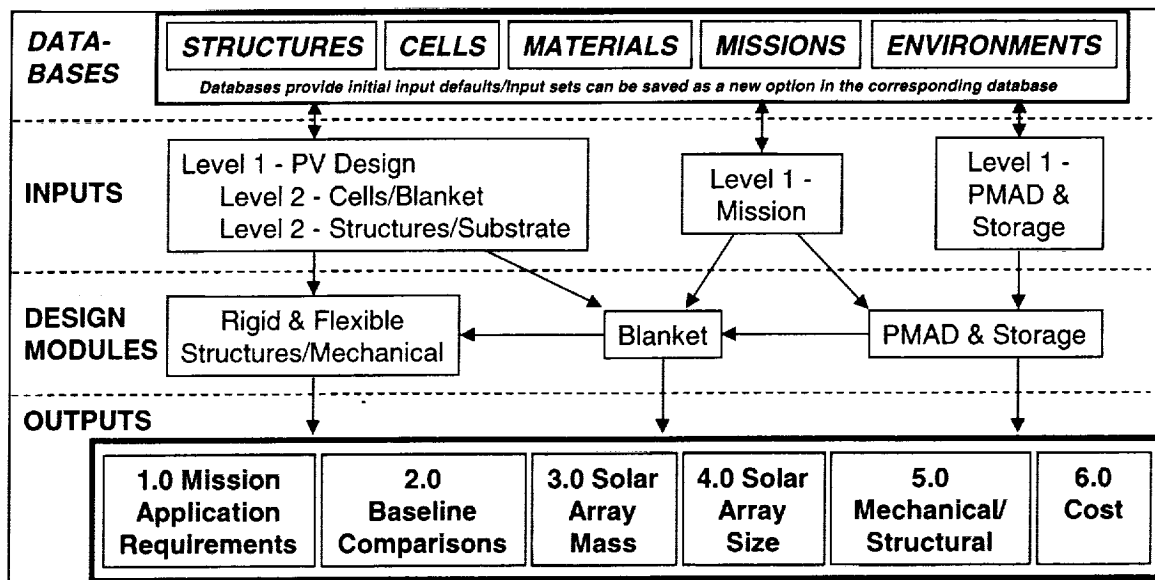 DATA-
BASES
STRUCTURES
CELLS
MATERIALS
MISSIONS
ENVIRONMENTS
Databases provide initial input defaults/Input sets can be saved as a new option in the corresponding database
INPUTS
Level 1 - PV Design
Level 2 - Cells/Blanket
Level 2 - Structures/Substrate
Level 1 -
Mission
Level 1 -
PMAD &
Storage
DESIGN
MODULES
Rigid & Flexible
Structures/Mechanical
Blanket
PMAD & Storage
OUTPUTS
1.0 Mission
Application
Requirements
2.0
Baseline
Comparisons
3.0 Solar
Array
Mass
4.0 Solar
Array
Size
5.0
Mechanical/
Structural
6.0
Cost